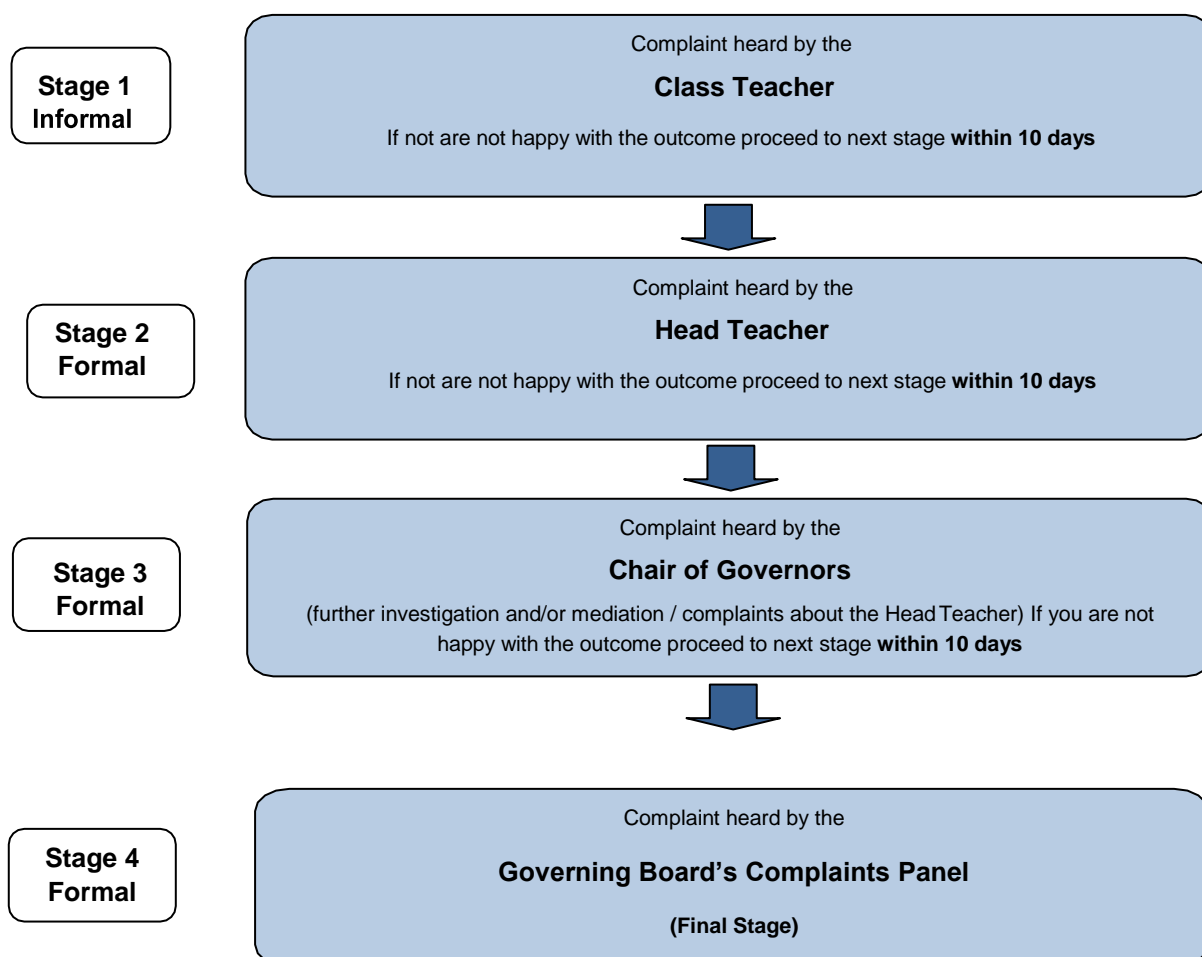 Stage 1
Informal
Complaint heard by the
Class Teacher
If not are not happy with the outcome proceed to next stage within 10 days
Stage 2
Formal
Complaint heard by the
Head Teacher
If not are not happy with the outcome proceed to next stage within 10 days
Stage 3
Formal
Complaint heard by the
Chair of Governors
(further investigation and/or mediation / complaints about the Head Teacher) If you are not
happy with the outcome proceed to next stage within 10 days
Stage 4
Formal
Complaint heard by the
Governing Board’s Complaints Panel
(Final Stage)